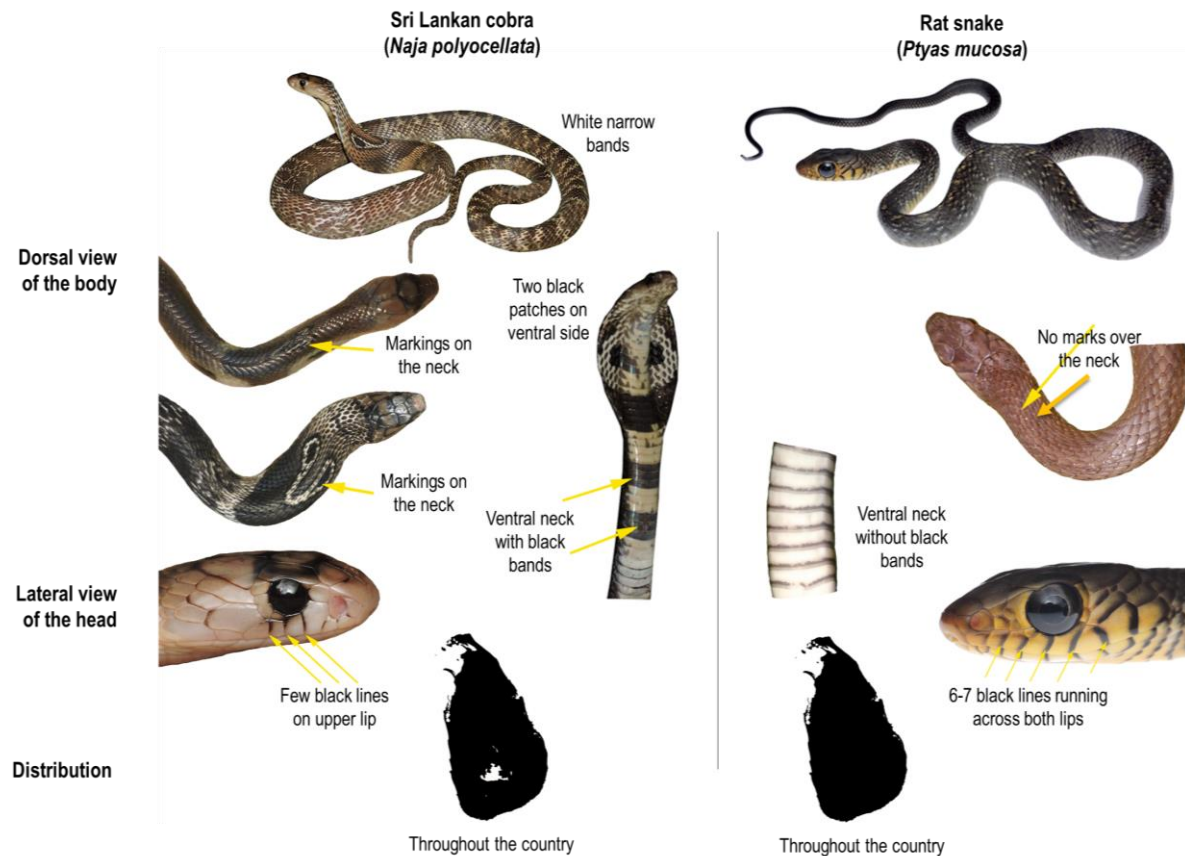 Sri Lankan cobra
(Naja polyocellata)
Rat snake
(Ptyas mucosa)
White narrow
bands
Dorsal view
of the body
Two black
patches on
ventral side
Markings on
the neck
No marks over
the neck
Markings on
the neck
Ventral neck
with black
bands
Ventral neck
without black
bands
Lateral view
of the head
Few black lines
on upper lip
6-7 black lines running
across both lips
Distribution
Throughout the country
Throughout the country